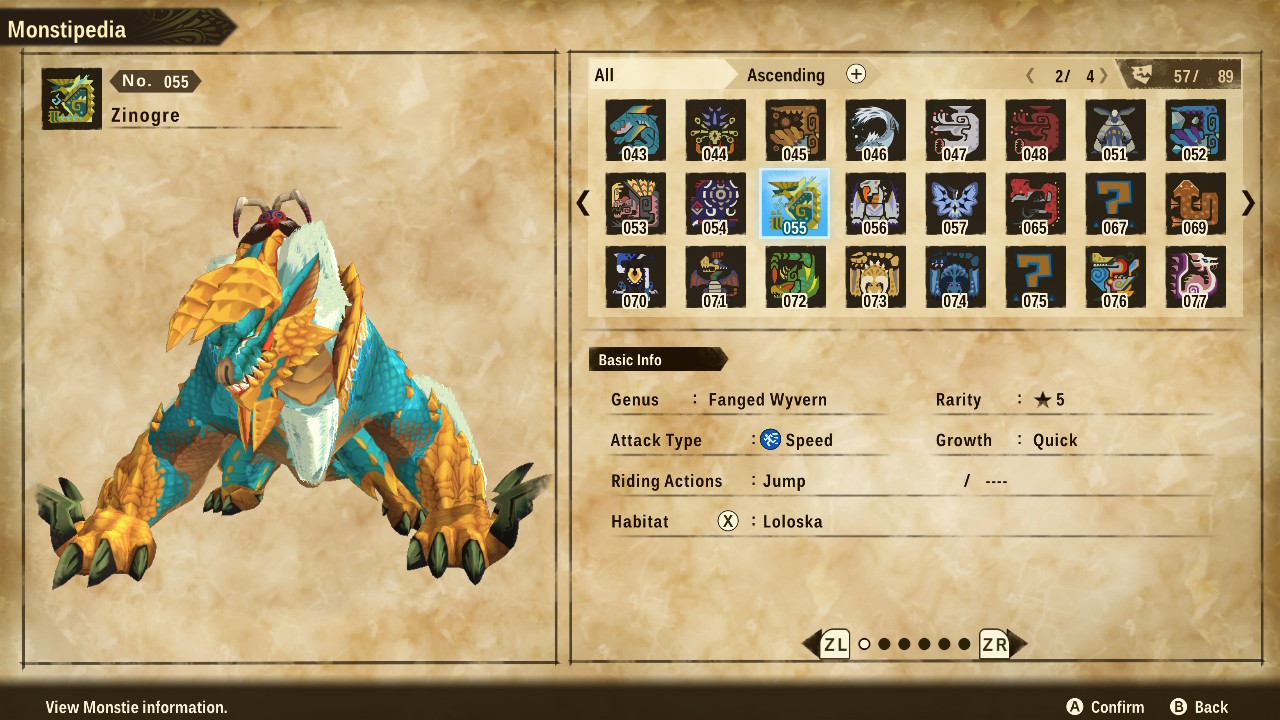 Monstipedia
No. 055
Zinogre
All
Ascending +
2/ 4
57/ 89
043 044 045 046 047 048 051 052
053 054 055 056 057 065 067 069
070 071 072 073 074 075 076 077
Basic Info
Genus : Fanged Wyvern
Rarity : ★ 5
Attack Type : Speed
Growth : Quick
Riding Actions : Jump / ----
Habitat X : Loloska
ZL ZR
View Monstie information.
A Confirm B Back